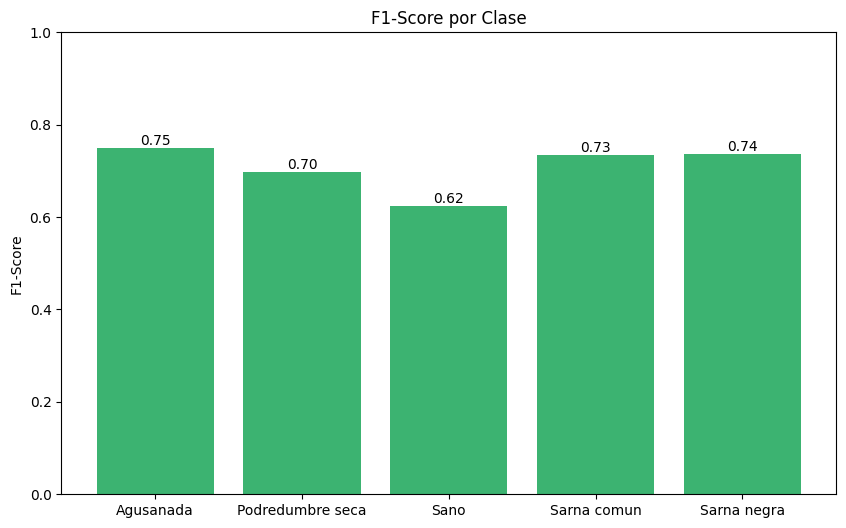 F1-Score por Clase
1.0
0.8
0.6
0.4
0.2
0.0
F1-Score
0.75
0.70
0.62
0.73
0.74
Agusanada
Podredumbre seca
Sano
Sarna comun
Sarna negra